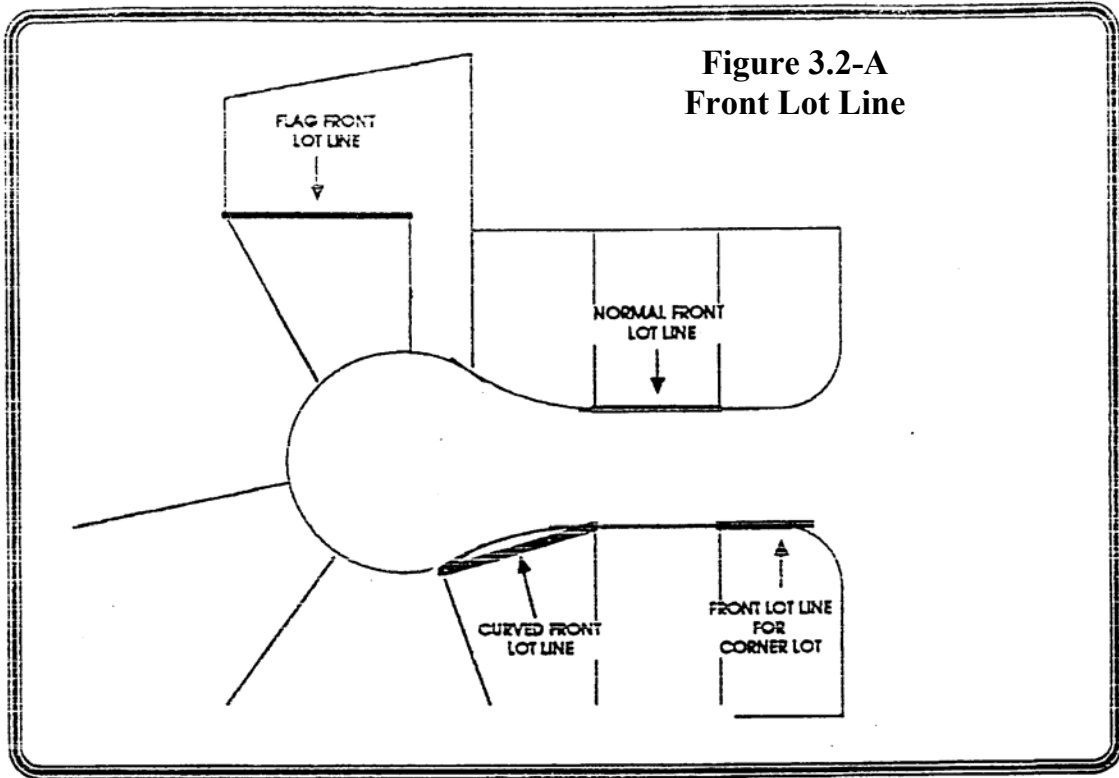 Figure 3.2-A
Front Lot Line
FLAG FRONT
LOT LINE
NORMAL FRONT
LOT LINE
CURVED FRONT
LOT LINE
FRONT LOT LINE
FOR
CORNER LOT